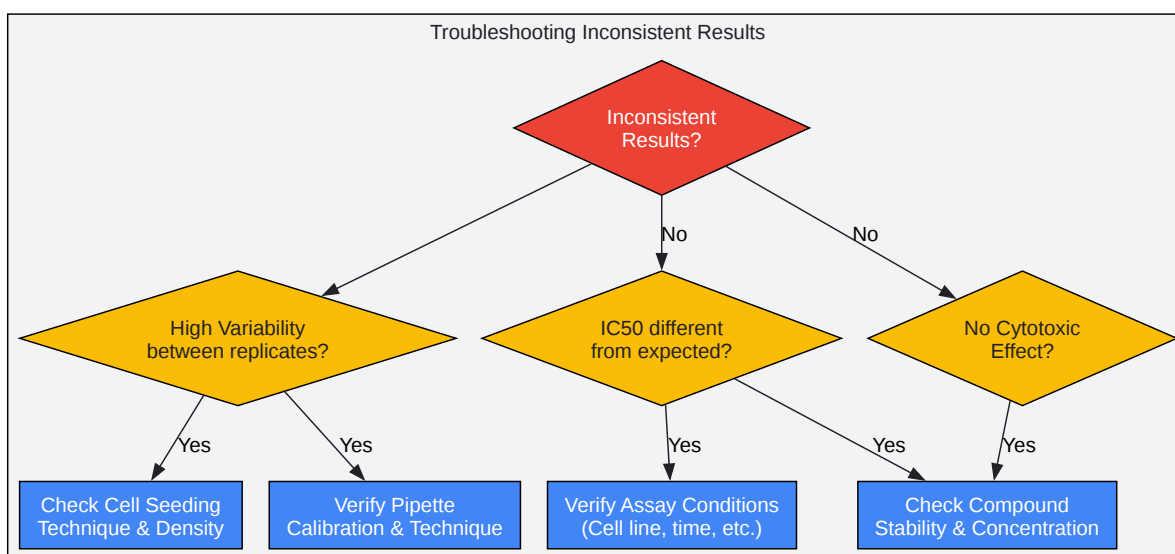 Troubleshooting Inconsistent Results
Inconsistent
Results?
No
No
High Variability
between replicates?
IC50 different
from expected?
No Cytotoxic
Effect?
Yes
Yes
Yes
Yes
Yes
Check Cell Seeding
Technique & Density
Verify Pipette
Calibration & Technique
Verify Assay Conditions
(Cell line, time, etc.)
Check Compound
Stability & Concentration